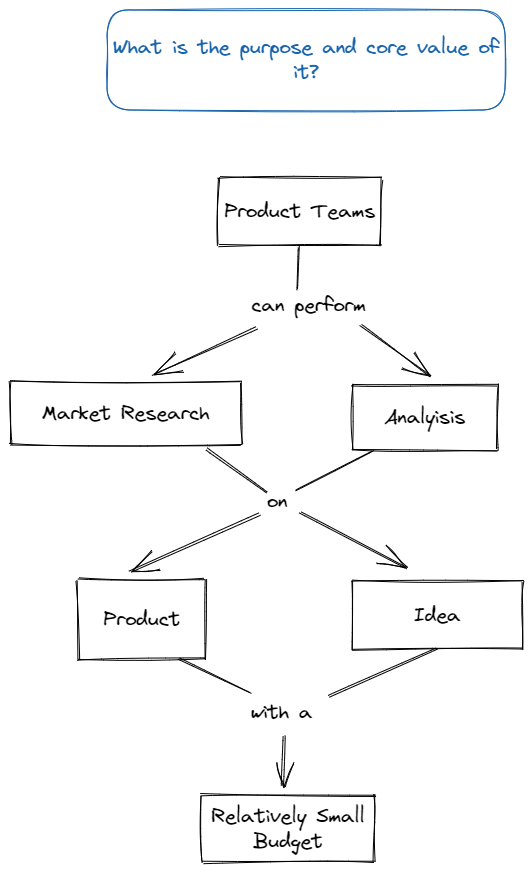 What is the purpose and core value of
it?
Product Teams
can perform
Market Research
Analyisis
on
Product
Idea
with a
Relatively Small
Budget